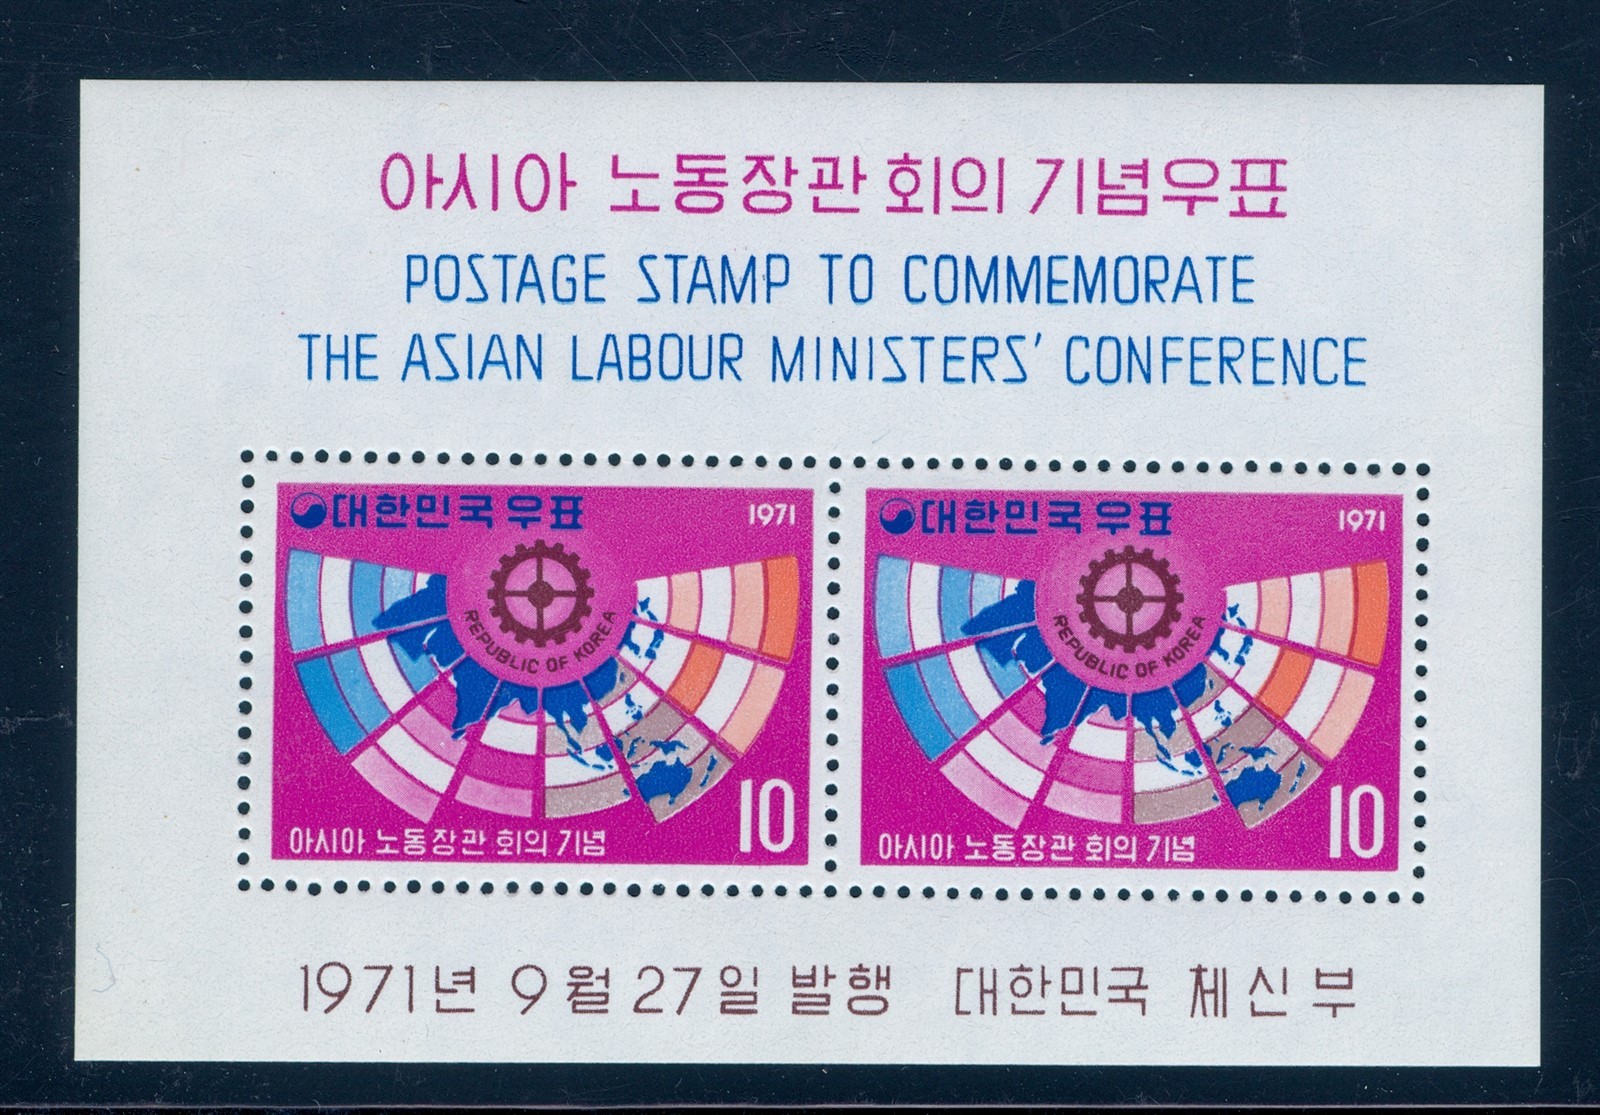 아시아 노동장관 회의 기념우표
POSTAGE STAMP TO COMMEMORATE
THE ASIAN LABOUR MINISTERS' CONFERENCE
대한민국 우표 1971
REPUBLIC OF KOREA
10
아시아 노동장관 회의 기념
대한민국 우표 1971
REPUBLIC OF KOREA
10
아시아 노동장관 회의 기념
1971년 9월 27일 발행 대한민국 체신부